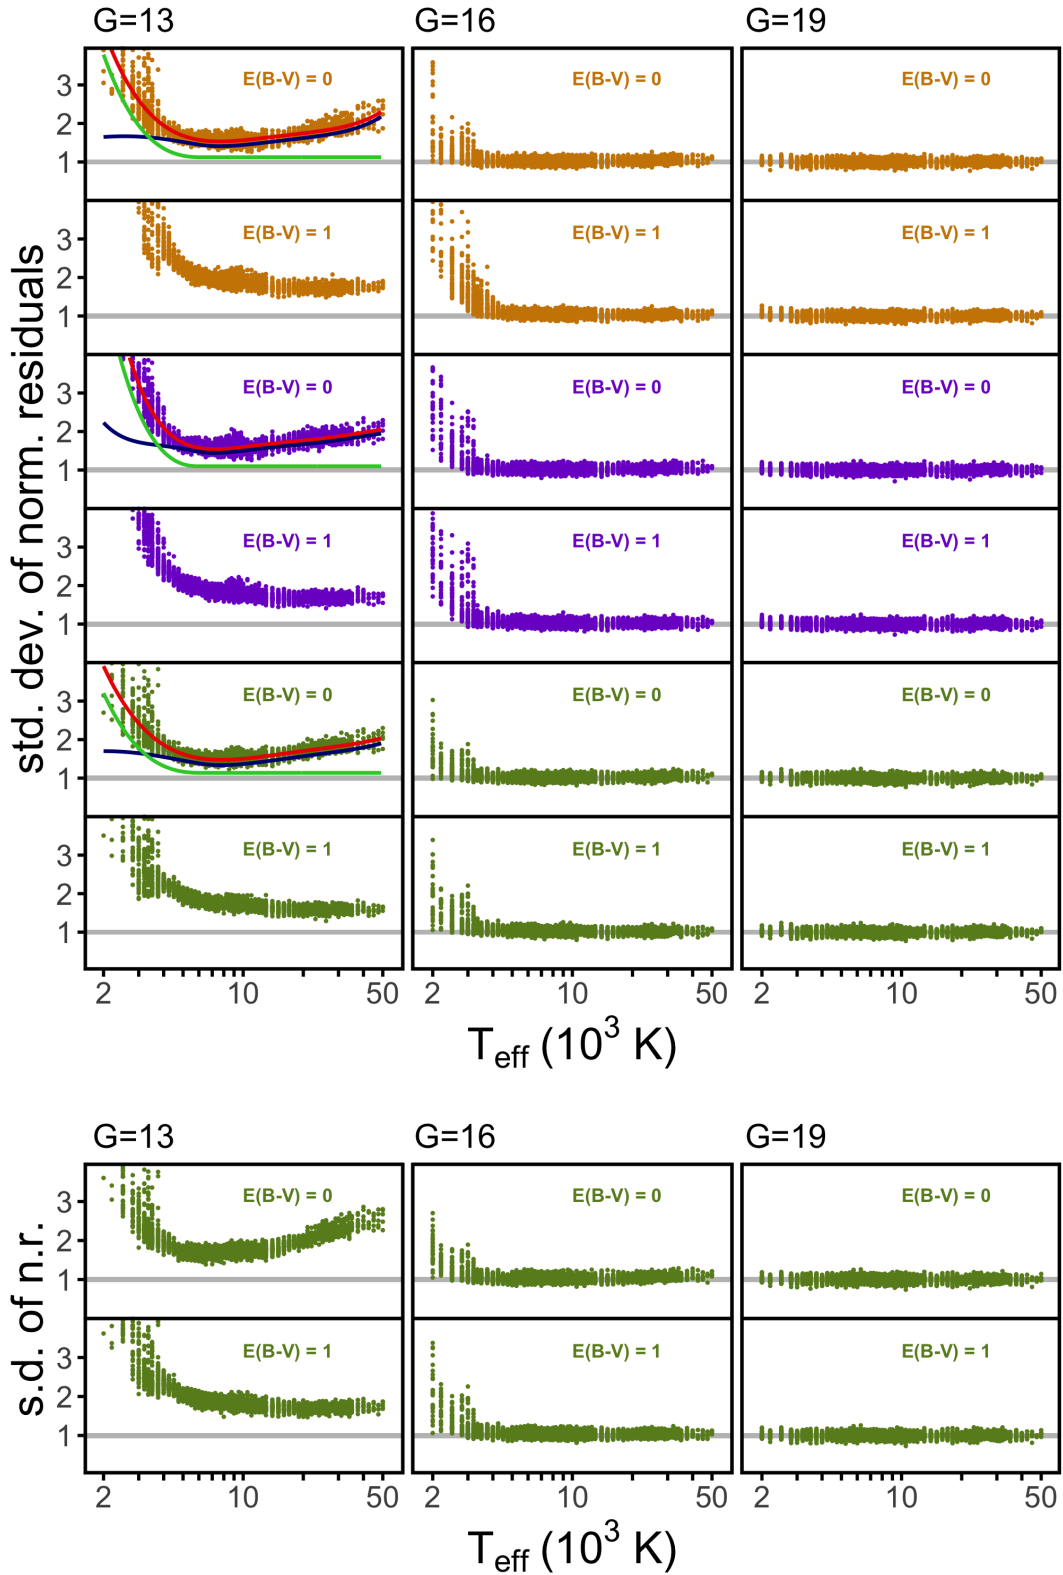 G=13 G=16 G=19
std. dev. of norm. residuals
3 E(B-V) = 0 E(B-V) = 0 E(B-V) = 0
2
1
3 E(B-V) = 1 E(B-V) = 1 E(B-V) = 1
2
1
3 E(B-V) = 0 E(B-V) = 0 E(B-V) = 0
2
1
3 E(B-V) = 1 E(B-V) = 1 E(B-V) = 1
2
1
3 E(B-V) = 0 E(B-V) = 0 E(B-V) = 0
2
1
3 E(B-V) = 1 E(B-V) = 1 E(B-V) = 1
2
1
2 10 50 2 10 50 2 10 50
T_eff (10³ K)
G=13 G=16 G=19
s.d. of n.r.
3 E(B-V) = 0 E(B-V) = 0 E(B-V) = 0
2
1
3 E(B-V) = 1 E(B-V) = 1 E(B-V) = 1
2
1
2 10 50 2 10 50 2 10 50
T_eff (10³ K)